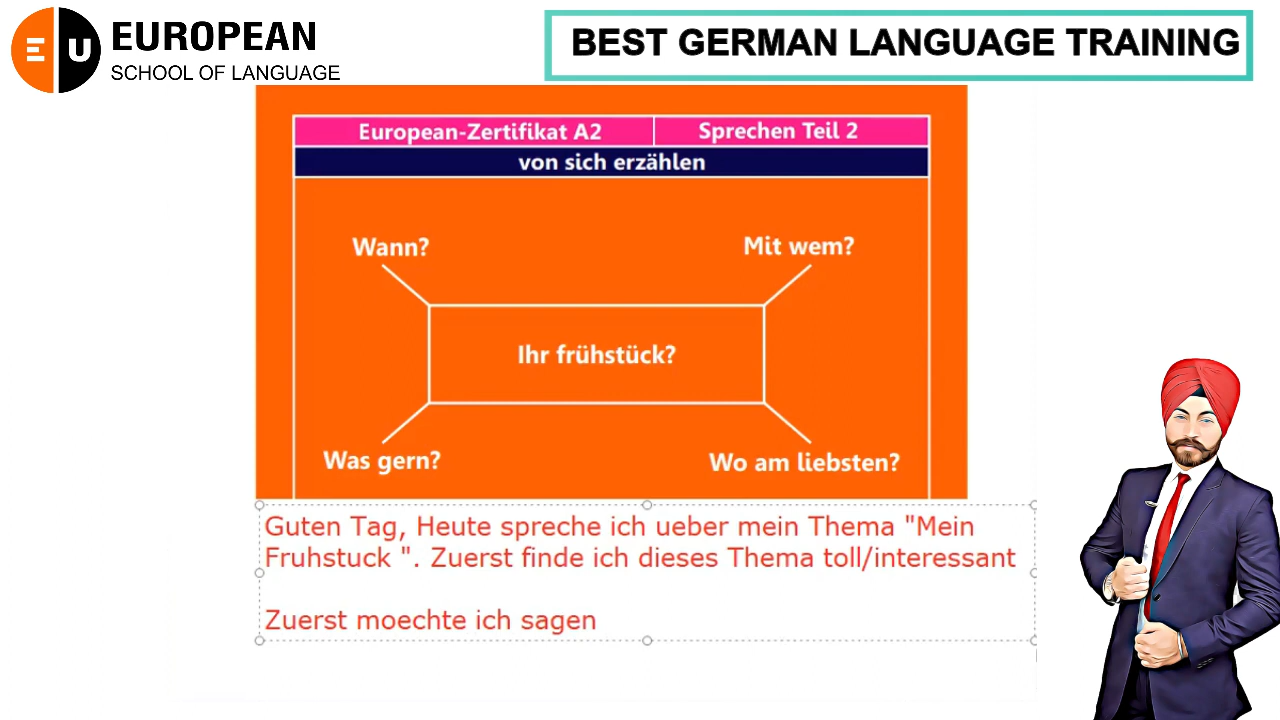 E U EUROPEAN
SCHOOL OF LANGUAGE
BEST GERMAN LANGUAGE TRAINING
European-Zertifikat A2 Sprechen Teil 2
von sich erzählen
Wann? Mit wem?
Ihr frühstück?
Was gern? Wo am liebsten?
Guten Tag, Heute spreche ich ueber mein Thema "Mein
Fruhstuck ". Zuerst finde ich dieses Thema toll/interessant
Zuerst moechte ich sagen